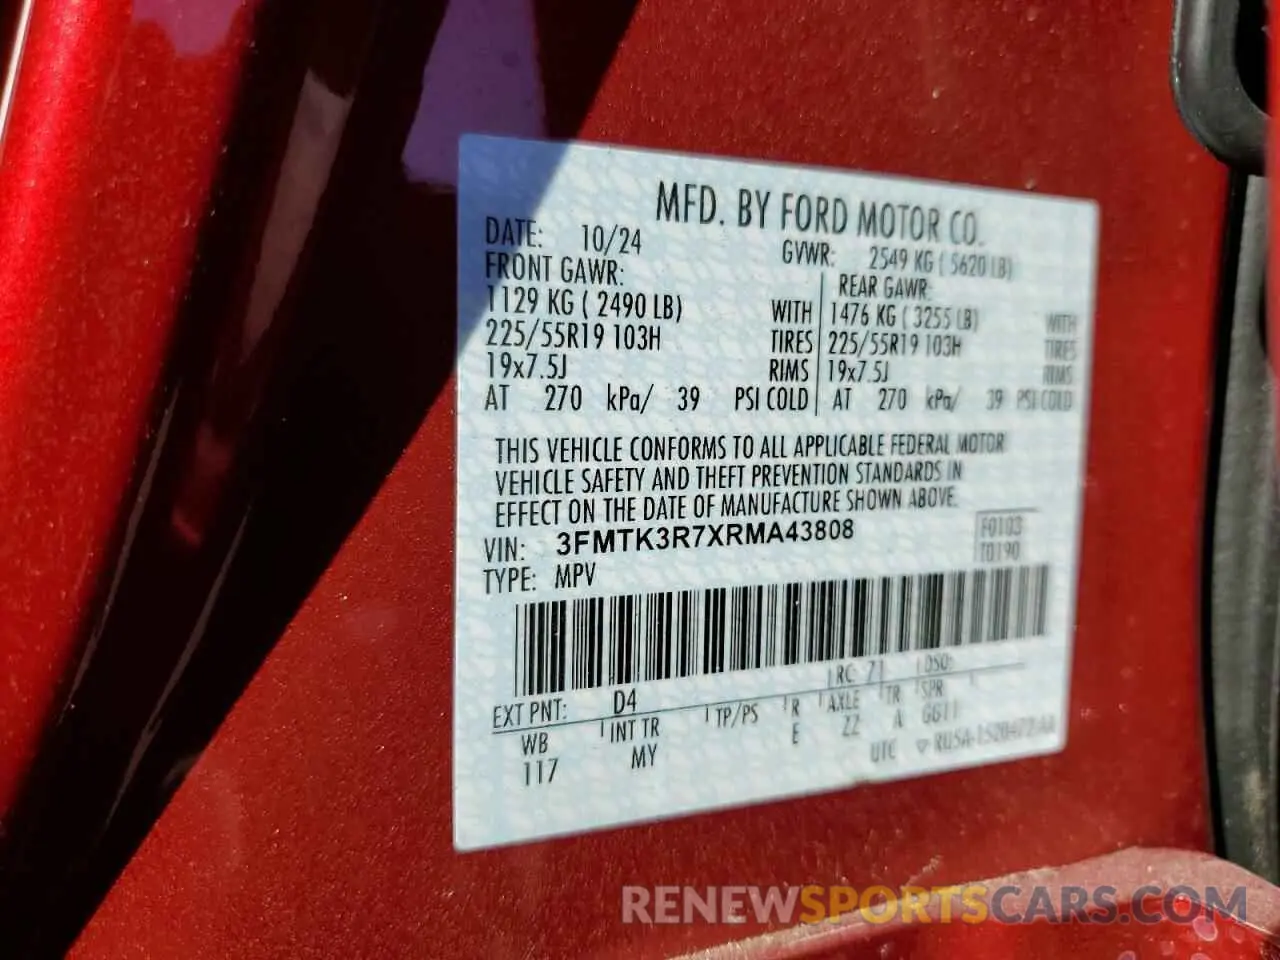 MFD. BY FORD MOTOR CO.
DATE: 10/24 GVWR: 2549 KG ( 5620 LB)
FRONT GAWR: REAR GAWR:
1129 KG ( 2490 LB) WITH 1476 KG ( 3255 LB) WITH
225/55R19 103H TIRES 225/55R19 103H TIRES
19x7.5J RIMS 19x7.5J RIMS
AT 270 kPa/ 39 PSI COLD AT 270 kPa/ 39 PSI COLD
THIS VEHICLE CONFORMS TO ALL APPLICABLE FEDERAL MOTOR
VEHICLE SAFETY AND THEFT PREVENTION STANDARDS IN
EFFECT ON THE DATE OF MANUFACTURE SHOWN ABOVE.
VIN: 3FMTK3R7XRMA43808 F0103
TYPE: MPV T0190
EXT PNT: D4 RC: 71 DSO:
WB INT TR TP/PS R AXLE TR SPR
117 MY E ZZ A GG11
UTC
RENEWSPORTSCARS.COM